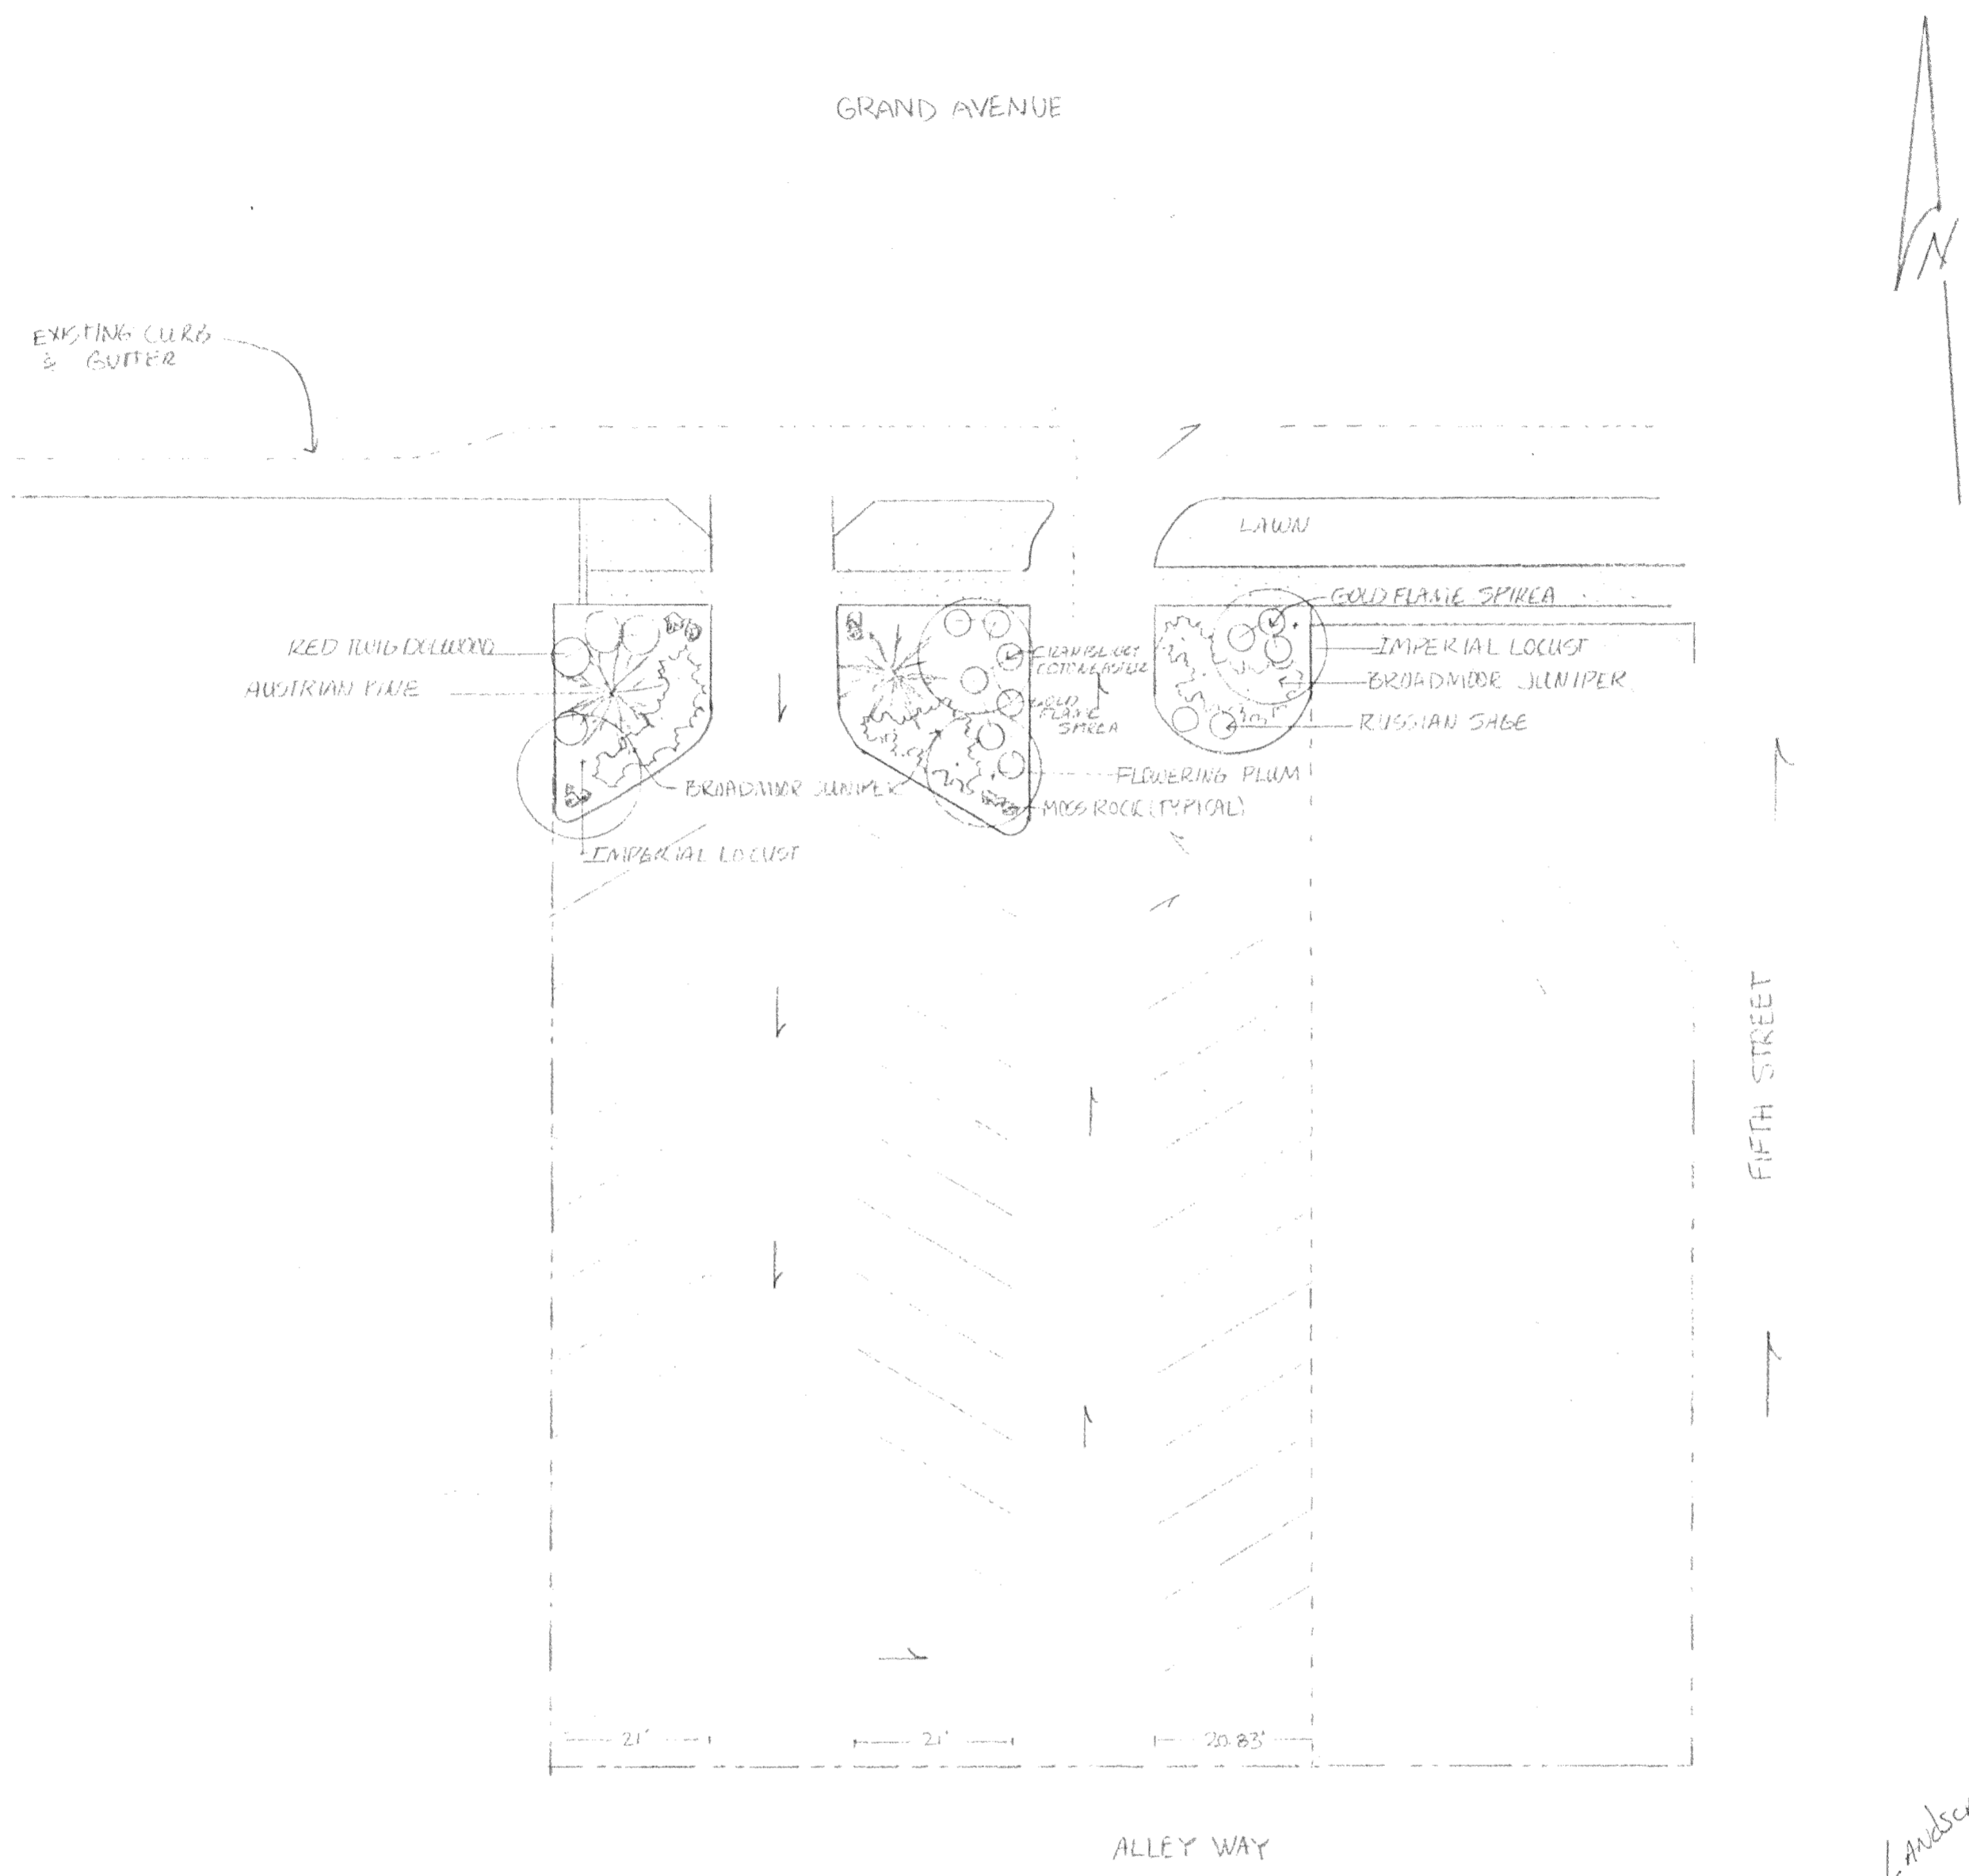 GRAND AVENUE
N
EXISTING CURB
& GUTTER
LAWN
GOLD FLAME SPIREA
RED TWIG DOGWOOD
CRANBERRY
COTONEASTER
IMPERIAL LOCUST
AUSTRIAN PINE
BROADMOOR JUNIPER
GOLD
FLAME
SPIREA
RUSSIAN SAGE
BROADMOOR JUNIPER
FLOWERING PLUM
MOSS ROCK (TYPICAL)
IMPERIAL LOCUST
FIFTH STREET
21'
21'
20.83'
ALLEY WAY